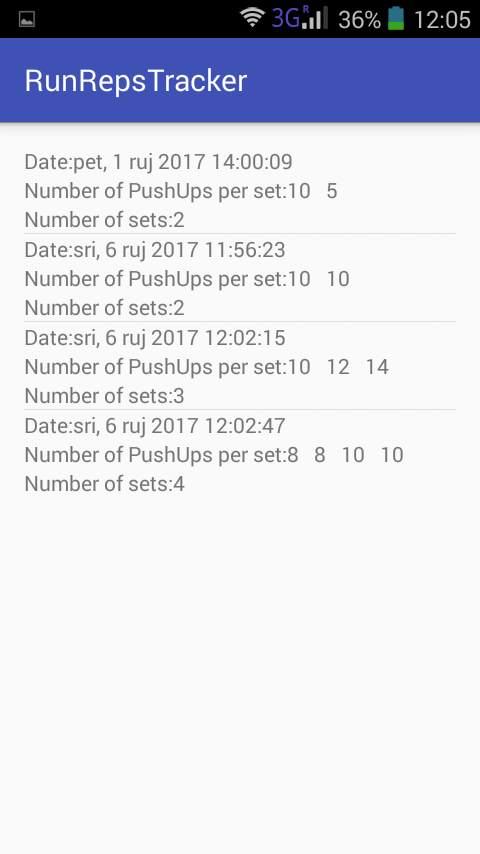 3G R 36% 12:05
RunRepsTracker
Date:pet, 1 ruj 2017 14:00:09
Number of PushUps per set:10 5
Number of sets:2
Date:sri, 6 ruj 2017 11:56:23
Number of PushUps per set:10 10
Number of sets:2
Date:sri, 6 ruj 2017 12:02:15
Number of PushUps per set:10 12 14
Number of sets:3
Date:sri, 6 ruj 2017 12:02:47
Number of PushUps per set:8 8 10 10
Number of sets:4